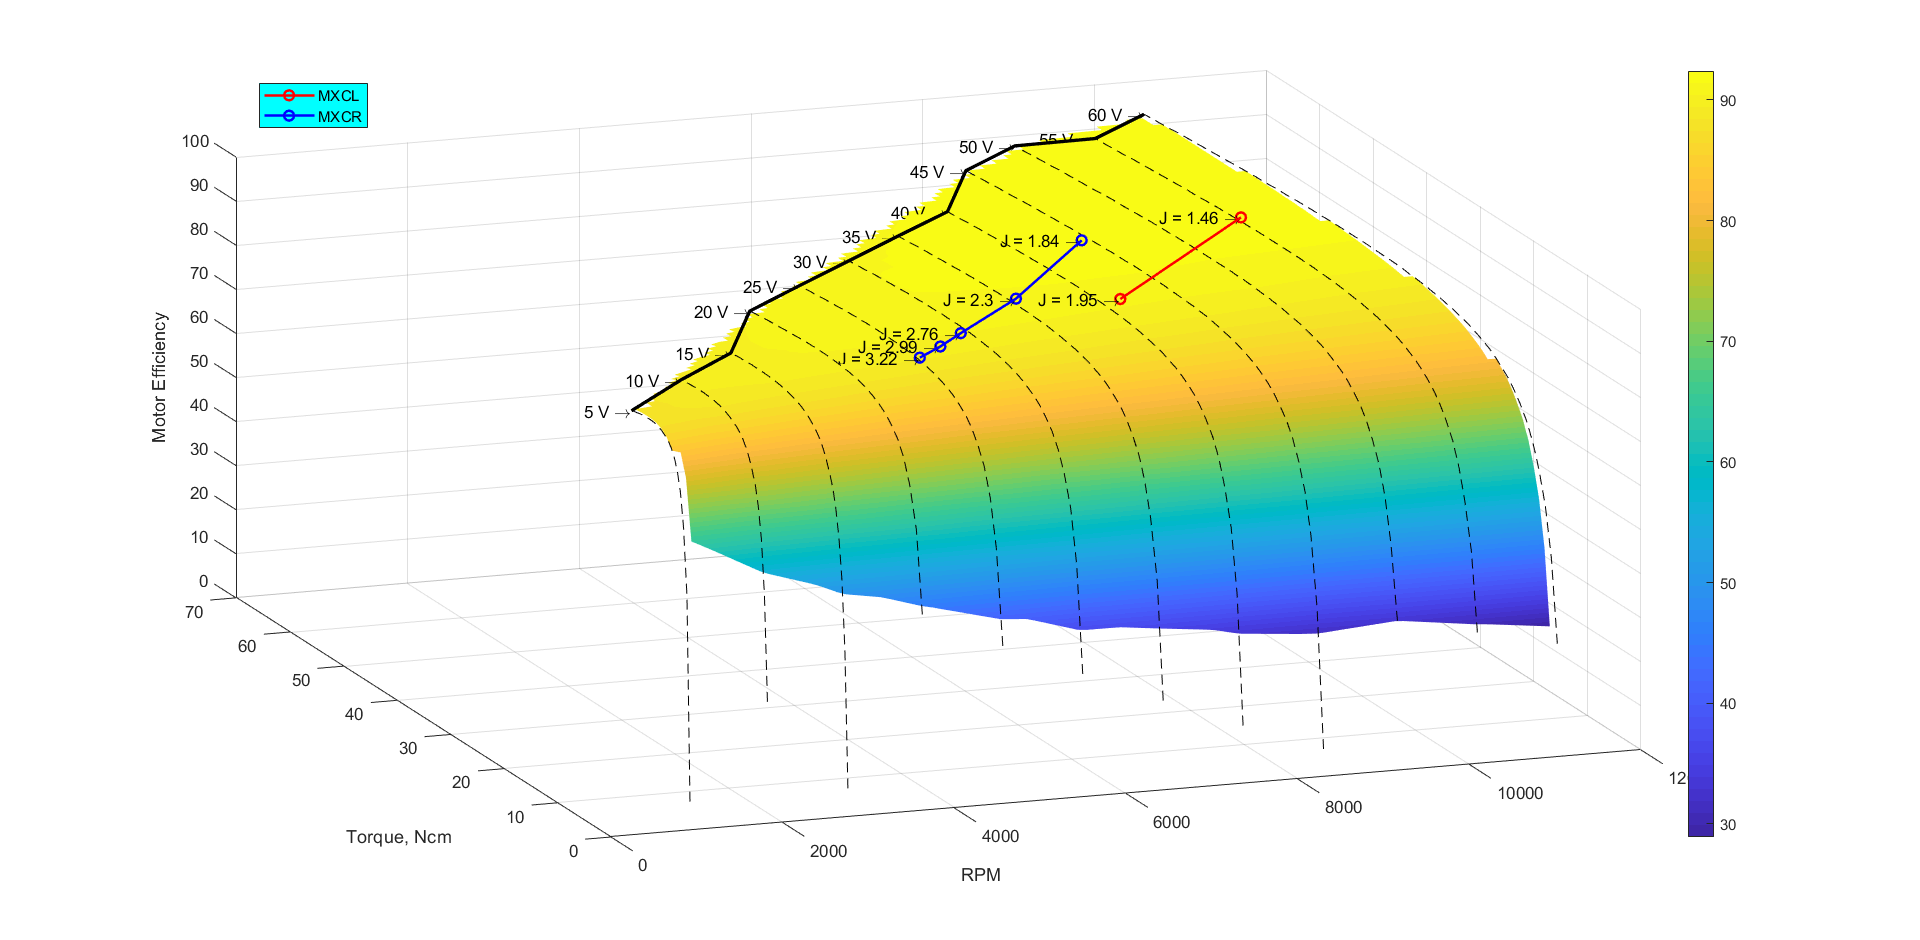 MXCL
MXCR
60 V
55 V
50 V
45 V
40 V
35 V
30 V
25 V
20 V
15 V
10 V
5 V
J = 1.46
J = 1.84
J = 2.3
J = 1.95
J = 2.76
J = 2.99
J = 3.22
Motor Efficiency
100
90
80
70
60
50
40
30
20
10
0
70
60
50
40
30
20
10
0
Torque, Ncm
0
2000
4000
6000
8000
10000
12
RPM
90
80
70
60
50
40
30